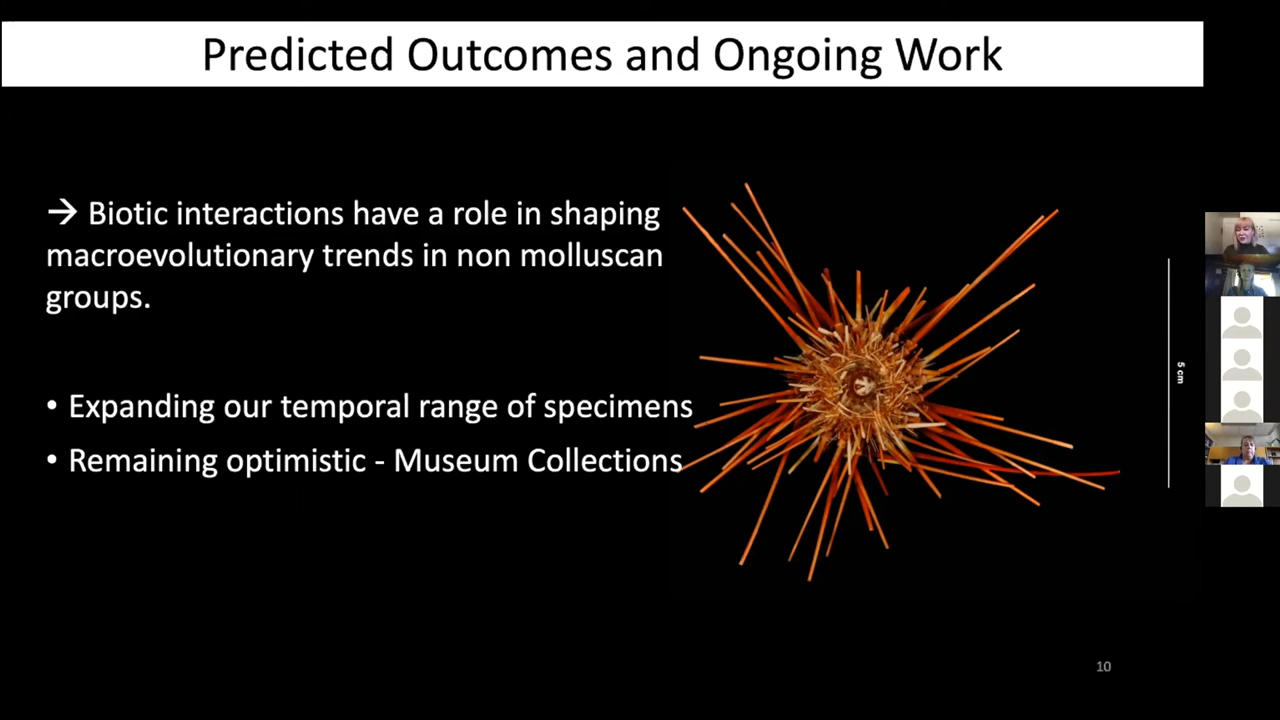 Predicted Outcomes and Ongoing Work
→ Biotic interactions have a role in shaping
macroevolutionary trends in non molluscan
groups.
• Expanding our temporal range of specimens
• Remaining optimistic - Museum Collections
5 cm
10